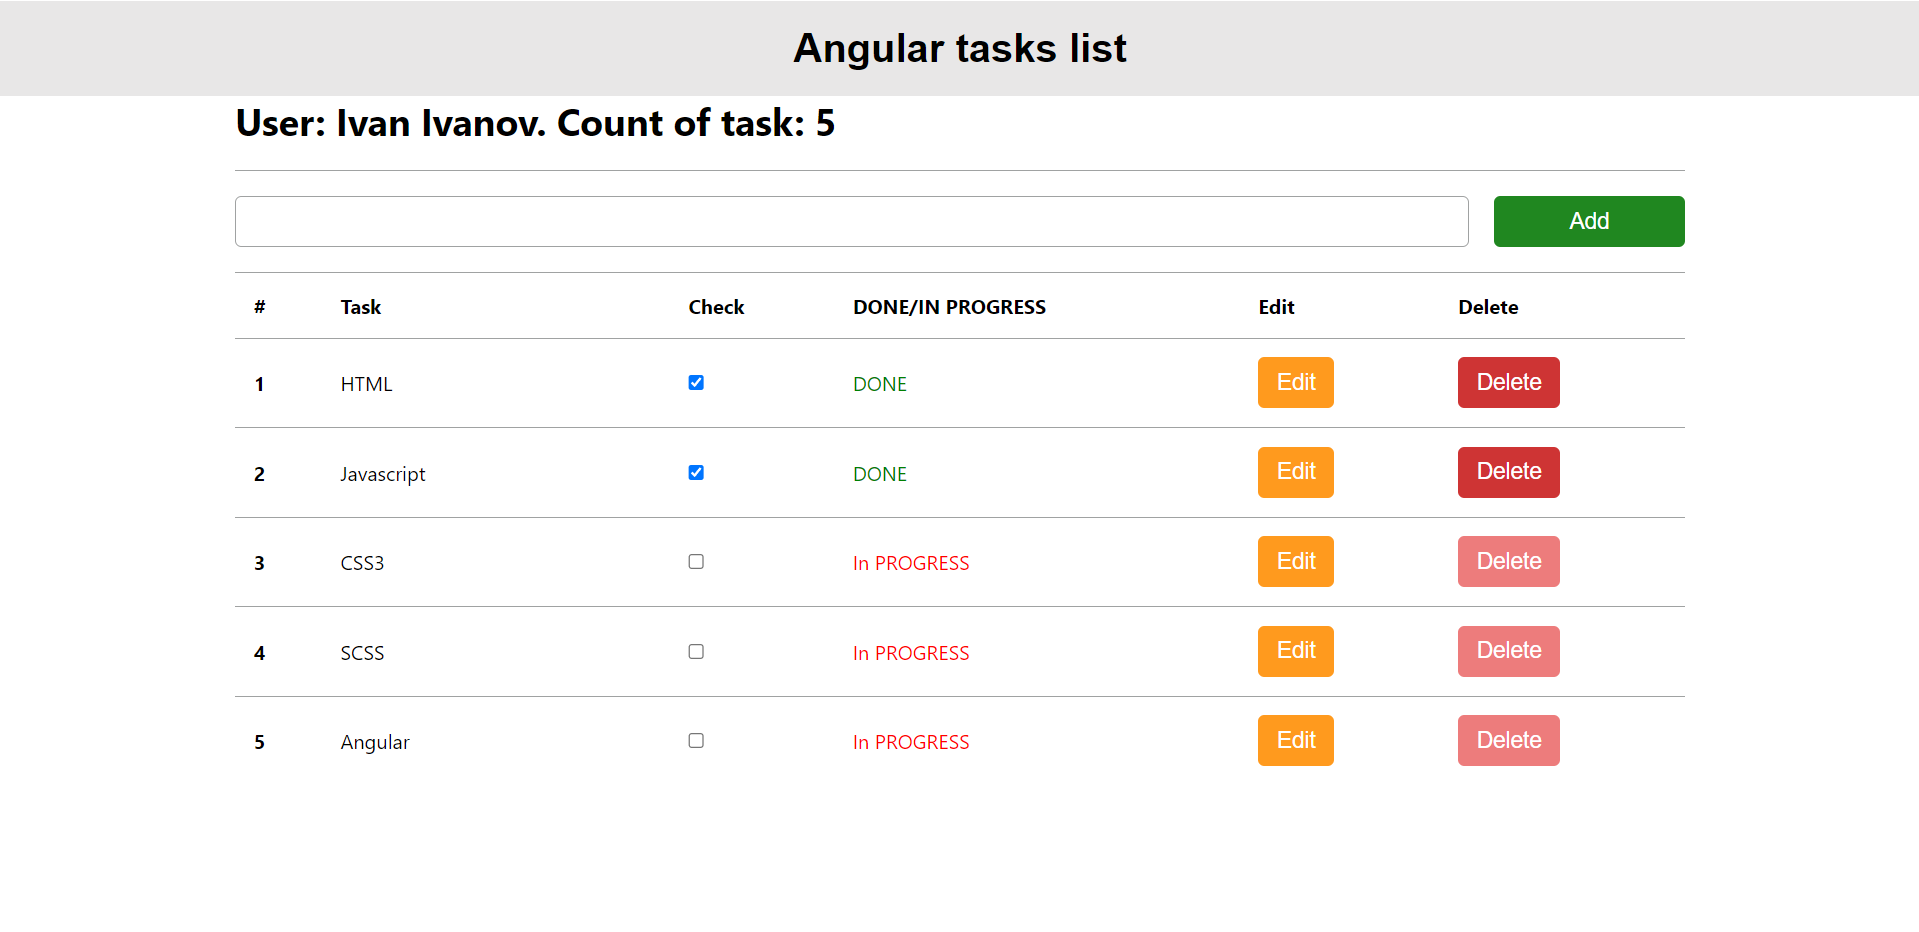 Angular tasks list
User: Ivan Ivanov. Count of task: 5
Add
# Task Check DONE/IN PROGRESS Edit Delete
1 HTML DONE Edit Delete
2 Javascript DONE Edit Delete
3 CSS3 In PROGRESS Edit Delete
4 SCSS In PROGRESS Edit Delete
5 Angular In PROGRESS Edit Delete